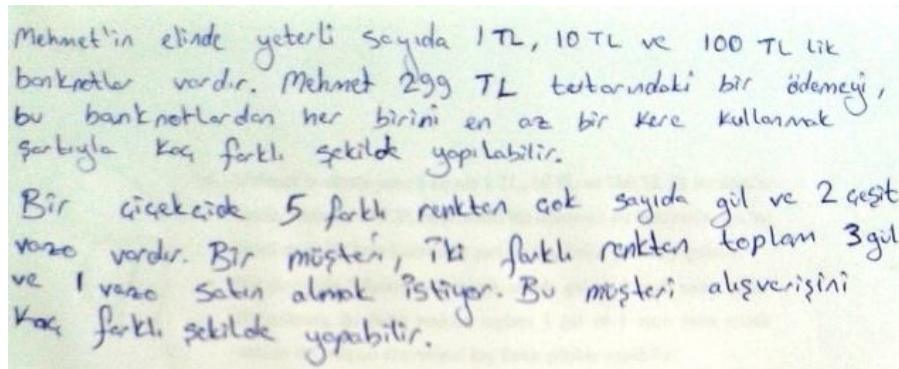 Mehmet'in elinde yeterli sayıda 1 TL, 10 TL ve 100 TL lik
banknotlar vardır. Mehmet 299 TL tutarındaki bir ödemeyi,
bu banknotlardan her birini en az bir kere kullanmak
şartıyla kaç farklı şekilde yapılabilir.
Bir çiçekçide 5 farklı renkten çok sayıda gül ve 2 çeşit
vazo vardır. Bir müşteri, iki farklı renkten toplam 3 gül
ve 1 vazo satın almak istiyor. Bu müşteri alışverişini
kaç farklı şekilde yapabilir.